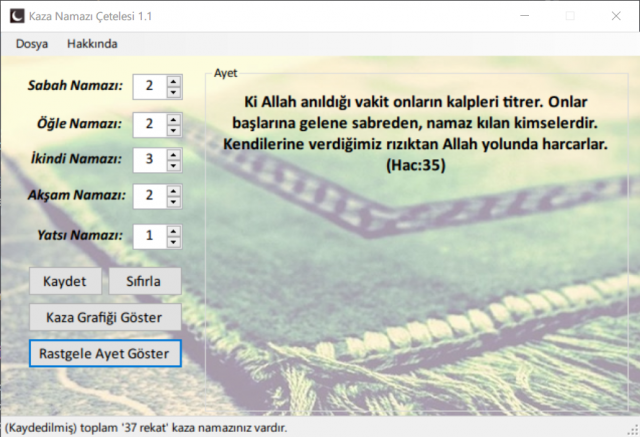 Kaza Namazı Çetelesi 1.1
Dosya Hakkında
Sabah Namazı: 2
Öğle Namazı: 2
İkindi Namazı: 3
Akşam Namazı: 2
Yatsı Namazı: 1
Kaydet Sıfırla
Kaza Grafiği Göster
Rastgele Ayet Göster
Ayet
Ki Allah anıldığı vakit onların kalpleri titrer. Onlar
başlarına gelene sabreden, namaz kılan kimselerdir.
Kendilerine verdiğimiz rızıktan Allah yolunda harcarlar.
(Hac:35)
(Kaydedilmiş) toplam '37 rekat' kaza namazınız vardır.